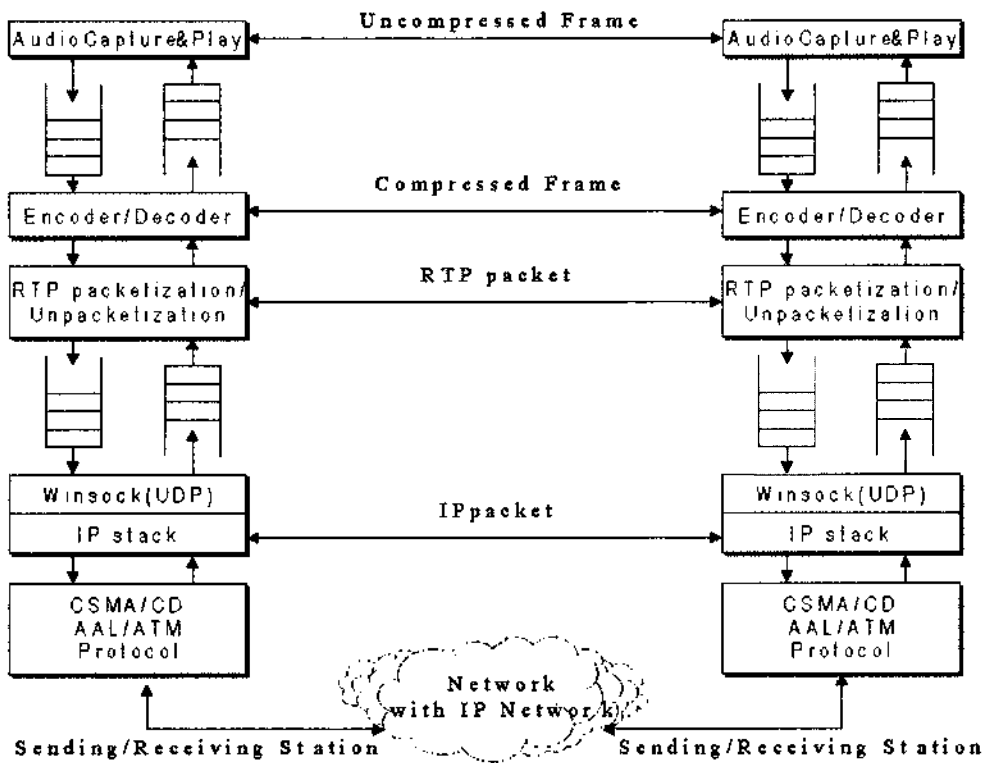 Uncompressed Frame
AudioCapture&Play
AudioCapture&Play
Compressed Frame
Encoder/Decoder
Encoder/Decoder
RTP packet
RTP packetization/
Unpacketization
RTP packetization/
Unpacketization
Winsock(UDP)
IP stack
IPpacket
Winsock(UDP)
IP stack
CSMA/CD
AAL/ATM
Protocol
CSMA/CD
AAL/ATM
Protocol
Network
with IP Network
Sending/Receiving Station
Sending/Receiving Station